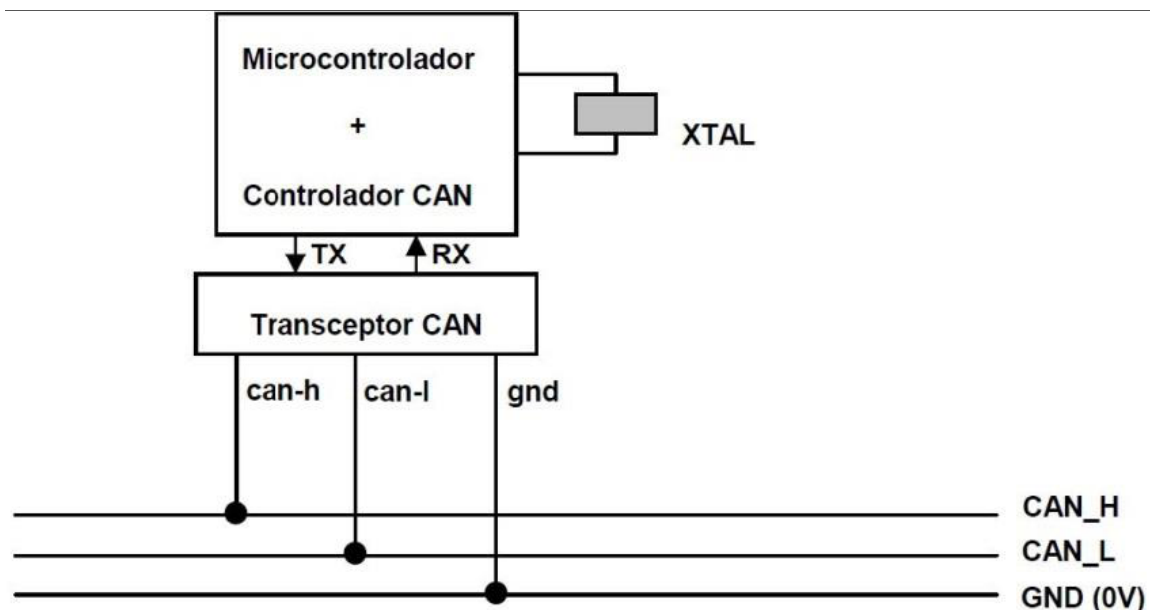 Microcontrolador
+
Controlador CAN
XTAL
TX
RX
Transceptor CAN
can-h
can-l
gnd
CAN_H
CAN_L
GND (0V)